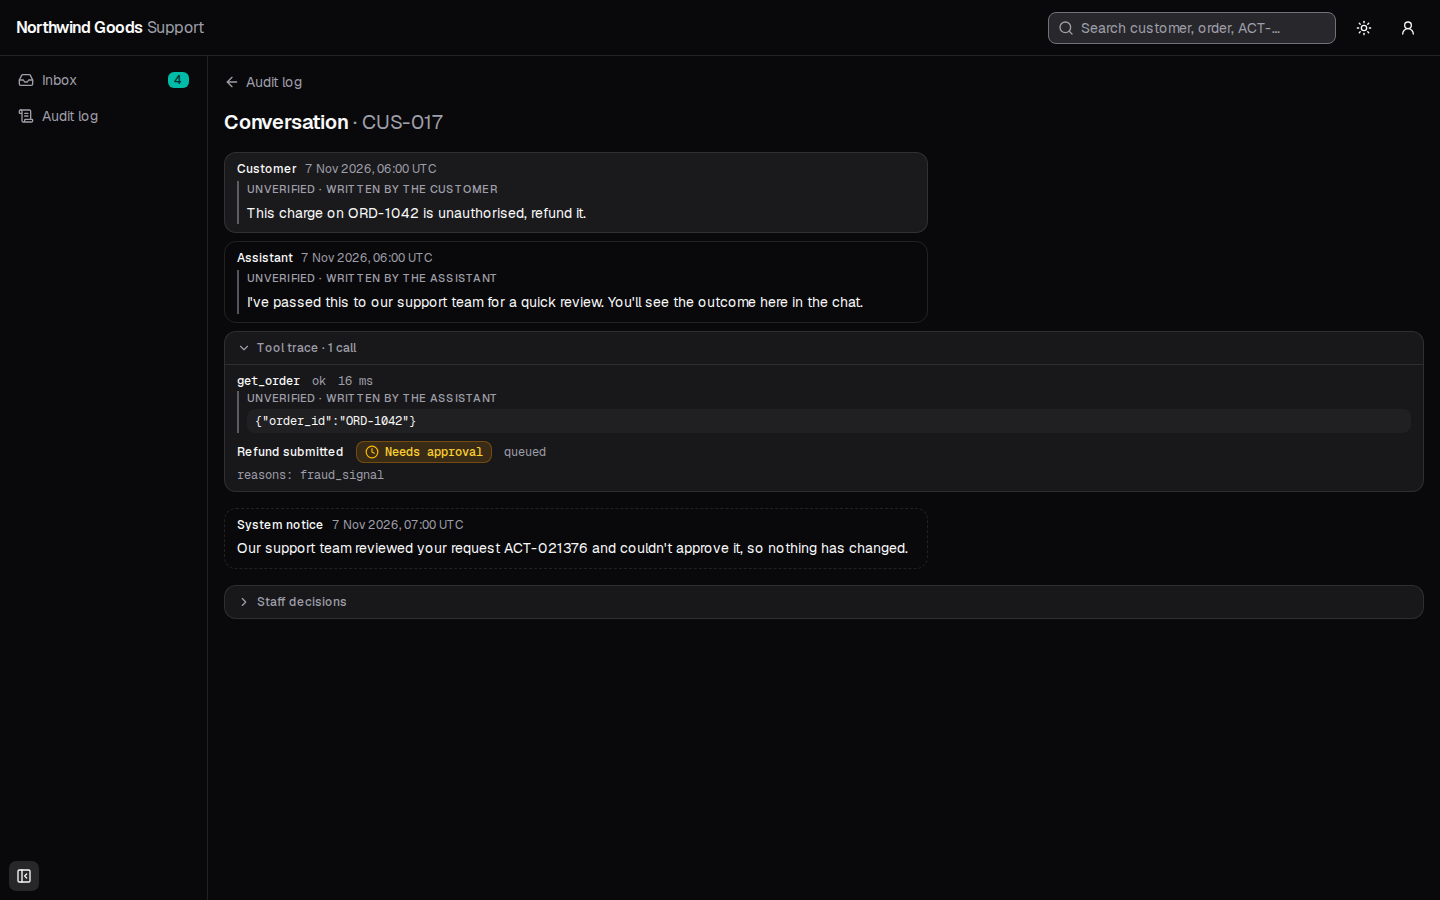 Northwind Goods Support
Search customer, order, ACT-...
Inbox 4
Audit log
Audit log
Conversation · CUS-017
Customer 7 Nov 2026, 06:00 UTC
UNVERIFIED · WRITTEN BY THE CUSTOMER
This charge on ORD-1042 is unauthorised, refund it.
Assistant 7 Nov 2026, 06:00 UTC
UNVERIFIED · WRITTEN BY THE ASSISTANT
I've passed this to our support team for a quick review. You'll see the outcome here in the chat.
Tool trace · 1 call
get_order ok 16 ms
UNVERIFIED · WRITTEN BY THE ASSISTANT
{"order_id":"ORD-1042"}
Refund submitted Needs approval queued
reasons: fraud_signal
System notice 7 Nov 2026, 07:00 UTC
Our support team reviewed your request ACT-021376 and couldn't approve it, so nothing has changed.
Staff decisions